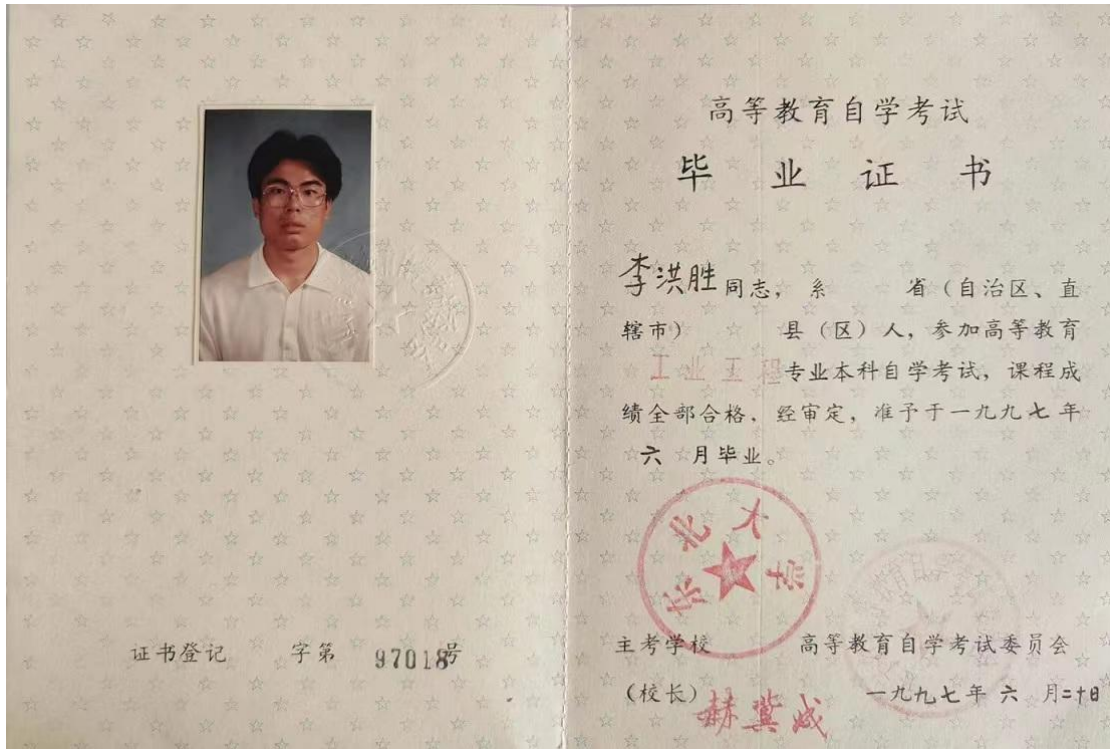 高等教育自学考试
毕业证书
李洪胜同志，系 省（自治区、直
辖市） 县（区）人，参加高等教育
工业工程专业本科自学考试，课程成
绩全部合格、经审定，准予于一九九七年
六月毕业。
东北大学
主考学校 高等教育自学考试委员会
（校长）赫冀成 一九九七年六月二十日
证书登记 字第 97018号